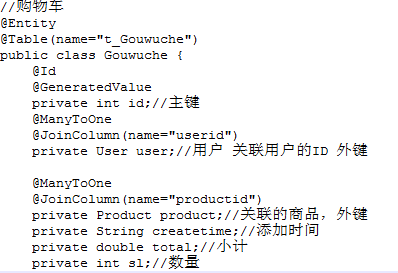 //购物车
@Entity
@Table(name="t_Gouwuche")
public class Gouwuche {
@Id
@GeneratedValue
private int id;//主键
@ManyToOne
@JoinColumn(name="userid")
private User user;//用户 关联用户的ID 外键
@ManyToOne
@JoinColumn(name="productid")
private Product product;//关联的商品，外键
private String createtime;//添加时间
private double total;//小计
private int sl;//数量